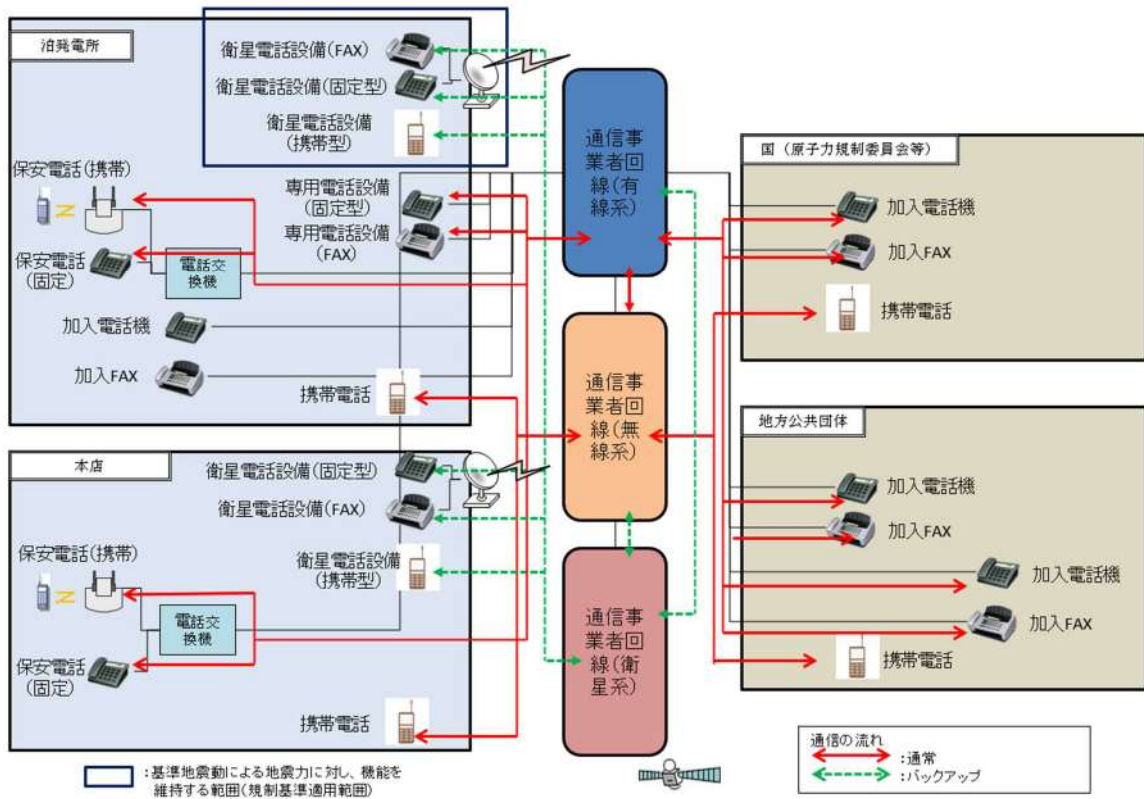 泊発電所
衛星電話設備(FAX)
衛星電話設備(固定型)
衛星電話設備
(携帯型)
保安電話(携帯)
専用電話設備
(固定型)
専用電話設備
(FAX)
保安電話
(固定)
電話交
換機
加入電話機
加入FAX
携帯電話
本店
衛星電話設備(固定型)
衛星電話設備(FAX)
保安電話(携帯)
衛星電話設備
(携帯型)
電話交
換機
保安電話
(固定)
携帯電話
:基準地震動による地震力に対し、機能を
維持する範囲(規制基準適用範囲)
通信事
業者回
線(有
線系)
通信事
業者回
線(無
線系)
通信事
業者回
線(衛
星系)
国（原子力規制委員会等）
加入電話機
加入FAX
携帯電話
地方公共団体
加入電話機
加入FAX
加入電話機
加入FAX
携帯電話
通信の流れ
:通常
:バックアップ